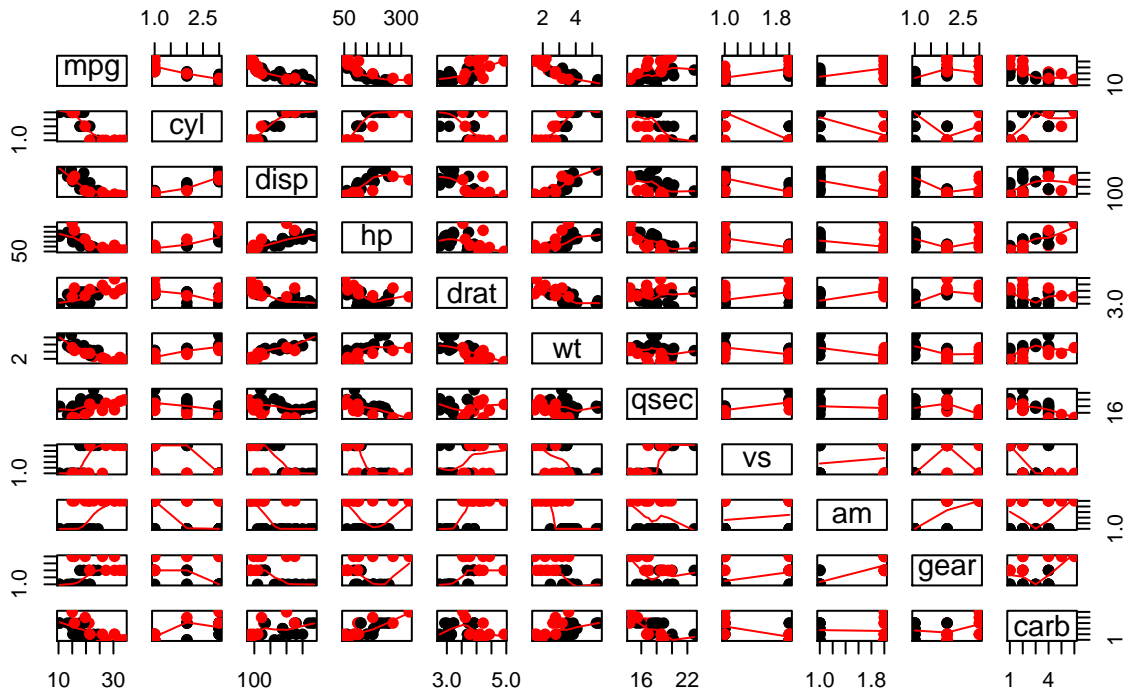 1.0 2.5 50 300 2 4 1.0 1.8 1.0 2.5
mpg 10
1.0 cyl
disp 100
50 hp
drat 3.0
2 wt
qsec 16
1.0 vs
am 1.0
1.0 gear
carb 1
10 30 100 3.0 5.0 16 22 1.0 1.8 1 4